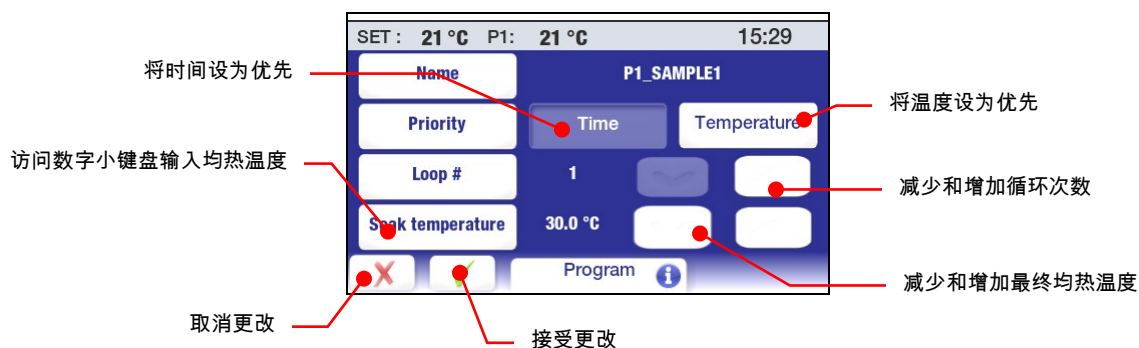 SET : 21 °C P1: 21 °C 15:29
将时间设为优先
Name P1_SAMPLE1
将温度设为优先
Priority Time Temperature
访问数字小键盘输入均热温度
Loop # 1
减少和增加循环次数
Soak temperature 30.0 °C
减少和增加最终均热温度
Program
取消更改
接受更改